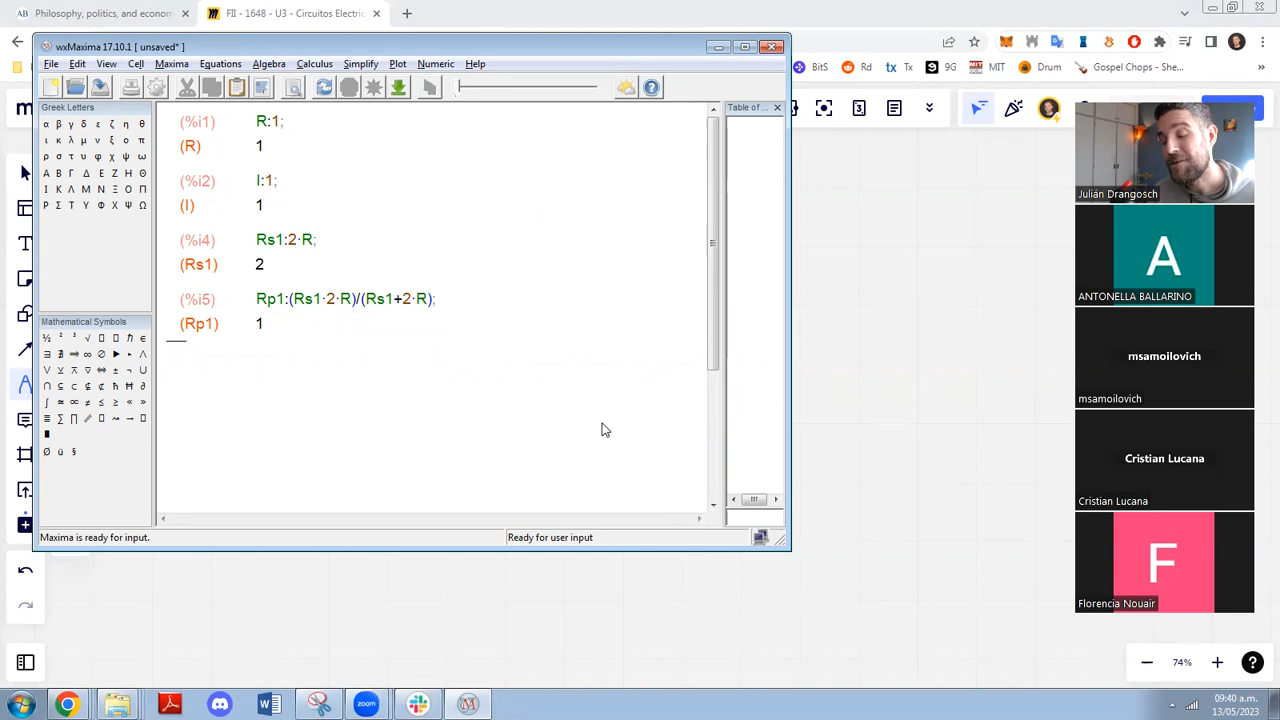 Philosophy, politics, and econom
FII - 1648 - U3 - Circuitos Electric
BitS
Rd
tx Tx
9G
MIT
Drum
Gospel Chops - She...
wxMaxima 17.10.1 [ unsaved* ]
File Edit View Cell Maxima Equations Algebra Calculus Simplify Plot Numeric Help
Greek Letters
α β γ δ ε ζ η θ
ι κ λ μ ν ξ ο π
ρ σ τ υ φ χ ψ ω
Α Β Γ Δ Ε Ζ Η Θ
Ι Κ Λ Μ Ν Ξ Ο Π
Ρ Σ Τ Υ Φ Χ Ψ Ω
Mathematical Symbols
Table of ...
(%i1) R:1;
(R) 1
(%i2) I:1;
(I) 1
(%i4) Rs1:2·R;
(Rs1) 2
(%i5) Rp1:(Rs1·2·R)/(Rs1+2·R);
(Rp1) 1
Maxima is ready for input.
Ready for user input
Julián Drangosch
A
ANTONELLA BALLARINO
msamoilovich
msamoilovich
Cristian Lucana
Cristian Lucana
F
Florencia Nouair
74%
zoom
09:40 a.m.
13/05/2023